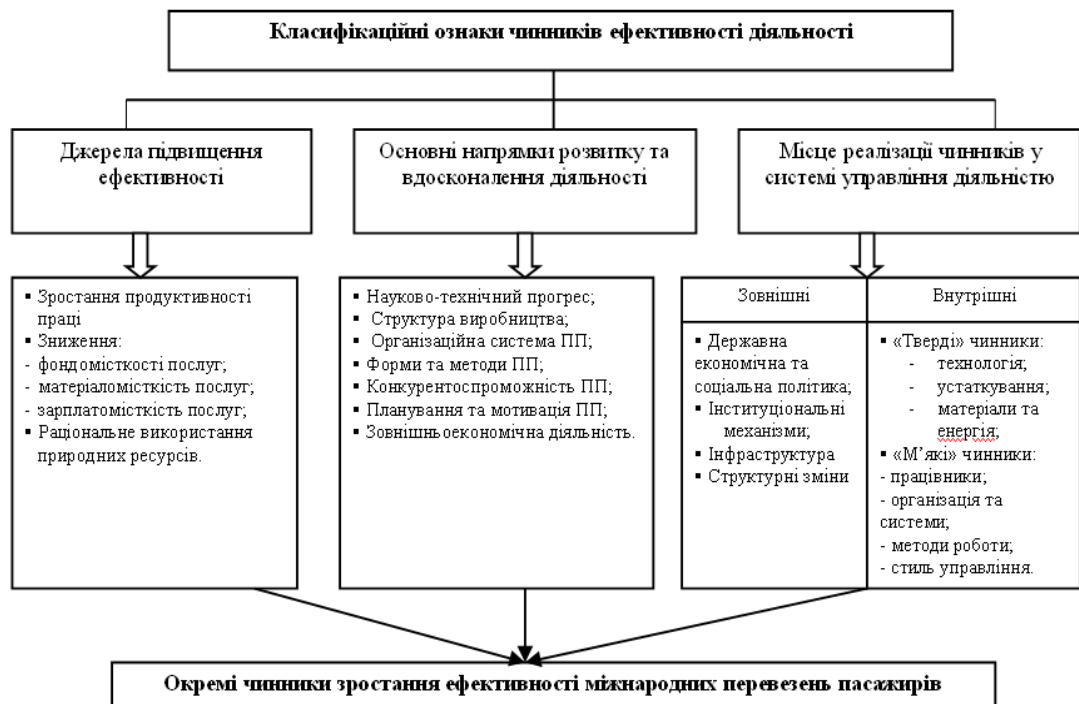 Класифікаційні ознаки чинників ефективності діяльності
Джерела підвищення
ефективності
Основні напрямки розвитку та
вдосконалення діяльності
Місце реалізації чинників у
системі управління діяльністю
▪ Зростання продуктивності
праці
▪ Зниження:
- фондомісткості послуг;
- матеріаломісткість послуг;
- зарплатомісткість послуг;
▪ Раціональне використання
природних ресурсів.
▪ Науково-технічний прогрес;
▪ Структура виробництва;
▪ Організаційна система ПП;
▪ Форми та методи ПП;
▪ Конкурентоспроможність ПП;
▪ Планування та мотивація ПП;
▪ Зовнішньоекономічна діяльність.
Зовнішні
▪ Державна
економічна та
соціальна політика;
▪ Інституціональні
механізми;
▪ Інфраструктура
▪ Структурні зміни
Внутрішні
▪ «Тверді» чинники:
- технологія;
- устаткування;
- матеріали та
енергія;
▪ «М’які» чинники:
- працівники;
- організація та
системи;
- методи роботи;
- стиль управління.
Окремі чинники зростання ефективності міжнародних перевезень пасажирів